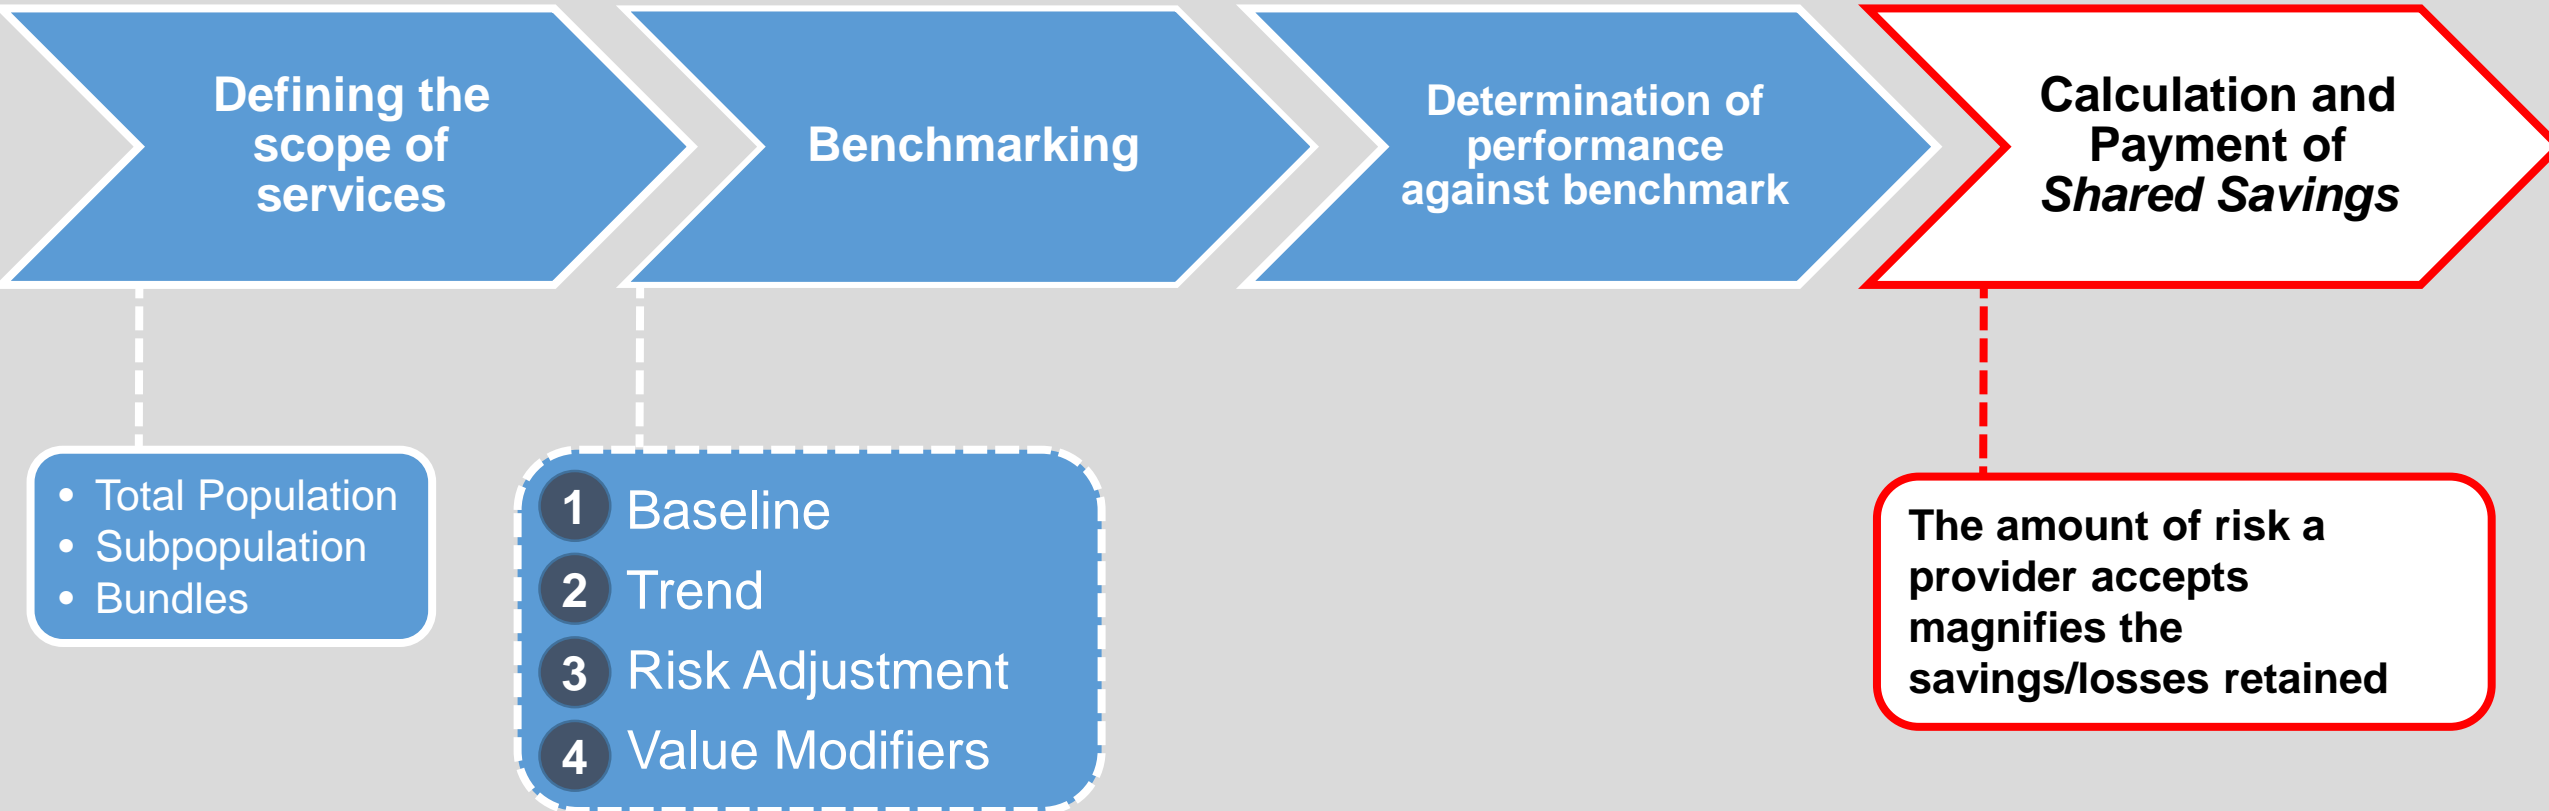 Defining the
scope of
services
Benchmarking
Determination of
performance
against benchmark
Calculation and
Payment of
Shared Savings
• Total Population
• Subpopulation
• Bundles
1 Baseline
2 Trend
3 Risk Adjustment
4 Value Modifiers
The amount of risk a
provider accepts
magnifies the
savings/losses retained